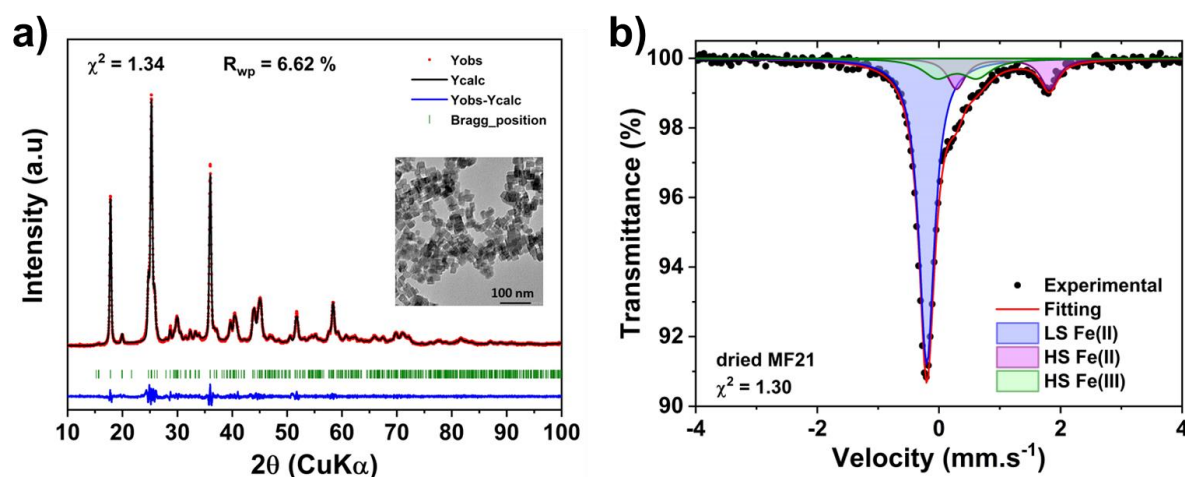 a)
χ² = 1.34
R_wp = 6.62 %
Yobs
Ycalc
Yobs-Ycalc
Bragg_position
100 nm
Intensity (a.u)
10 20 30 40 50 60 70 80 90 100
2θ (CuKα)
b)
100
98
96
94
92
90
Transmittance (%)
Experimental
Fitting
LS Fe(II)
HS Fe(II)
HS Fe(III)
dried MF21
χ² = 1.30
-4 -2 0 2 4
Velocity (mm.s⁻¹)